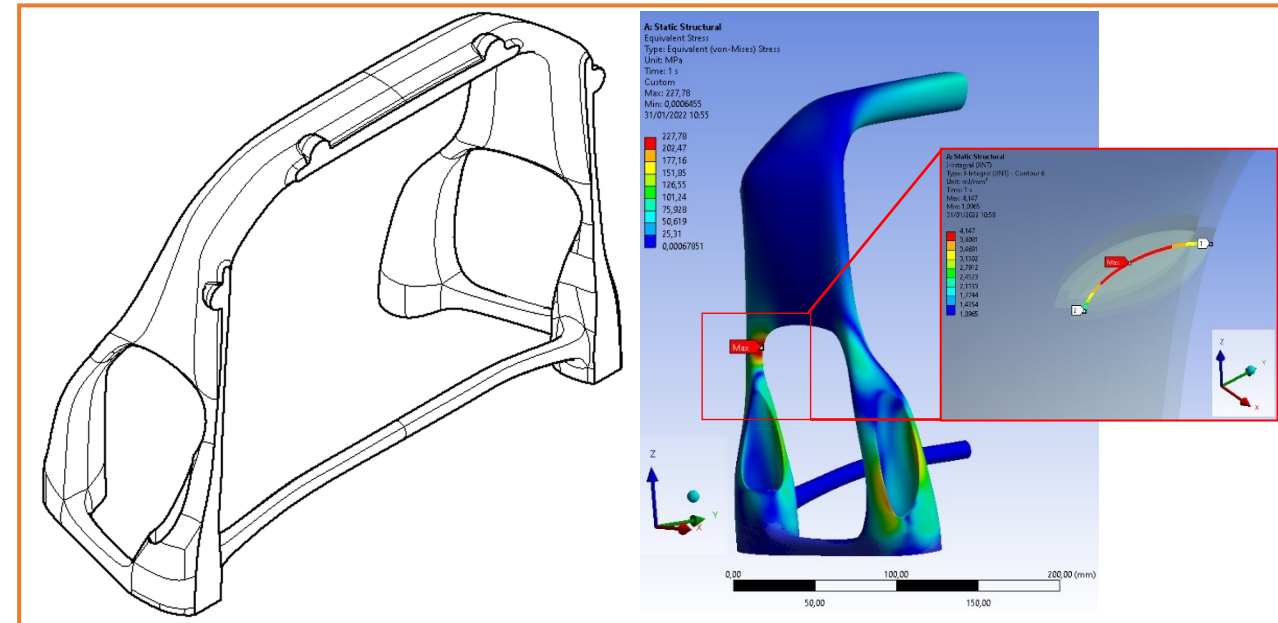 A: Static Structural
Equivalent Stress
Type: Equivalent (von-Mises) Stress
Unit: MPa
Time: 1 s
Custom
Max: 227,78
Min: 0,0006455
31/01/2022 10:55
227,78
202,47
177,16
151,85
126,55
101,24
75,928
50,619
25,31
0,00067851
Max
Z
Y
X
0,00
100,00
200,00 (mm)
50,00
150,00
A: Static Structural
J-Integral (JINT)
Type: J-Integral (JINT) - Contour 6
Unit: mJ/mm²
Time: 1 s
Max: 4,147
Min: 1,0965
31/01/2022 10:58
4,147
3,8081
3,4691
3,1302
2,7912
2,4523
2,1133
1,7744
1,4354
1,0965
Max
1
2
Z
Y
X